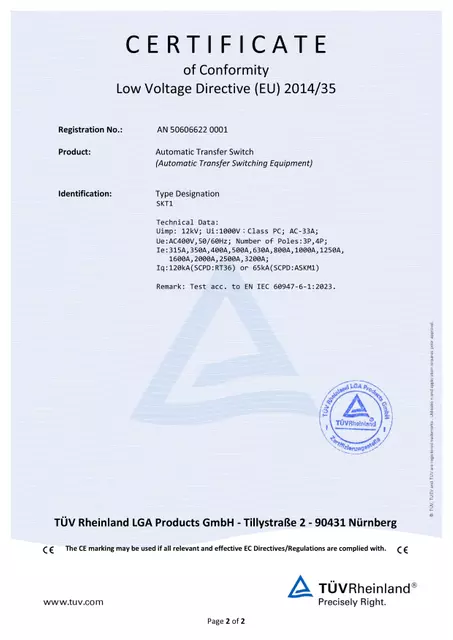 CERTIFICATE
of Conformity
Low Voltage Directive (EU) 2014/35
Registration No.: AN 50606622 0001
Product: Automatic Transfer Switch
(Automatic Transfer Switching Equipment)
Identification: Type Designation
SKT1
Technical Data:
Uimp: 12kV; Ui:1000V：Class PC; AC-33A;
Ue:AC400V,50/60Hz; Number of Poles:3P,4P;
Ie:315A,350A,400A,500A,630A,800A,1000A,1250A,
1600A,2000A,2500A,3200A;
Iq:120kA(SCPD:RT36) or 65kA(SCPD:ASKM1)
Remark: Test acc. to EN IEC 60947-6-1:2023.
TÜV Rheinland LGA Products GmbH
TÜVRheinland
Zertifizierungsstelle
® TÜV, TUEV and TUV are registered trademarks. Utilisation and application requires prior approval.
TÜV Rheinland LGA Products GmbH - Tillystraße 2 - 90431 Nürnberg
CE The CE marking may be used if all relevant and effective EC Directives/Regulations are complied with. CE
www.tuv.com
TÜVRheinland®
Precisely Right.
Page 2 of 2